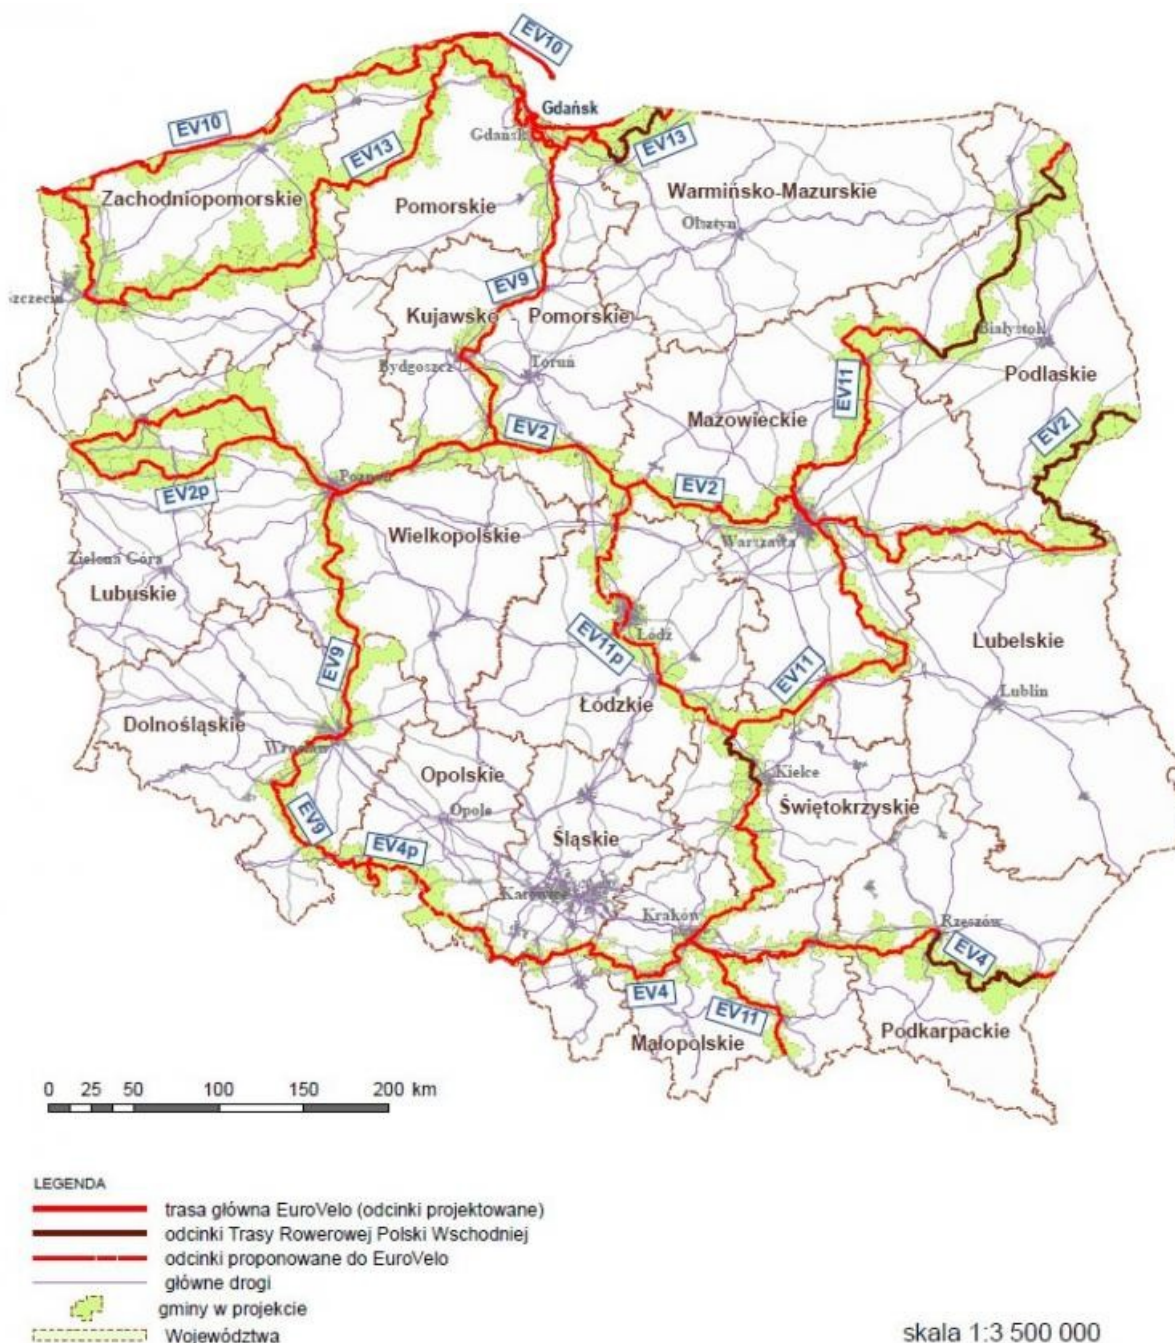 EV10
EV10
Gdańsk
Gdańsk
EV13
EV13
Zachodniopomorskie
Pomorskie
Warmińsko-Mazurskie
Olsztyn
Szczecin
EV9
Kujawsko - Pomorskie
Białystok
Bydgoszcz
Toruń
EV11
Podlaskie
Mazowieckie
EV2
EV2
EV2
EV2p
Poznań
Wielkopolskie
Warszawa
Zielona Góra
Lubuskie
Łódź
Lubelskie
EV11p
EV9
EV11
Lublin
Łódzkie
Dolnośląskie
Wrocław
Opolskie
Kielce
Świętokrzyskie
Opole
EV9
Śląskie
EV4p
Katowice
Kraków
Rzeszów
EV4
EV4
EV11
Małopolskie
Podkarpackie
0 25 50 100 150 200 km
LEGENDA
trasa główna EuroVelo (odcinki projektowane)
odcinki Trasy Rowerowej Polski Wschodniej
odcinki proponowane do EuroVelo
główne drogi
gminy w projekcie
Województwa
skala 1:3 500 000